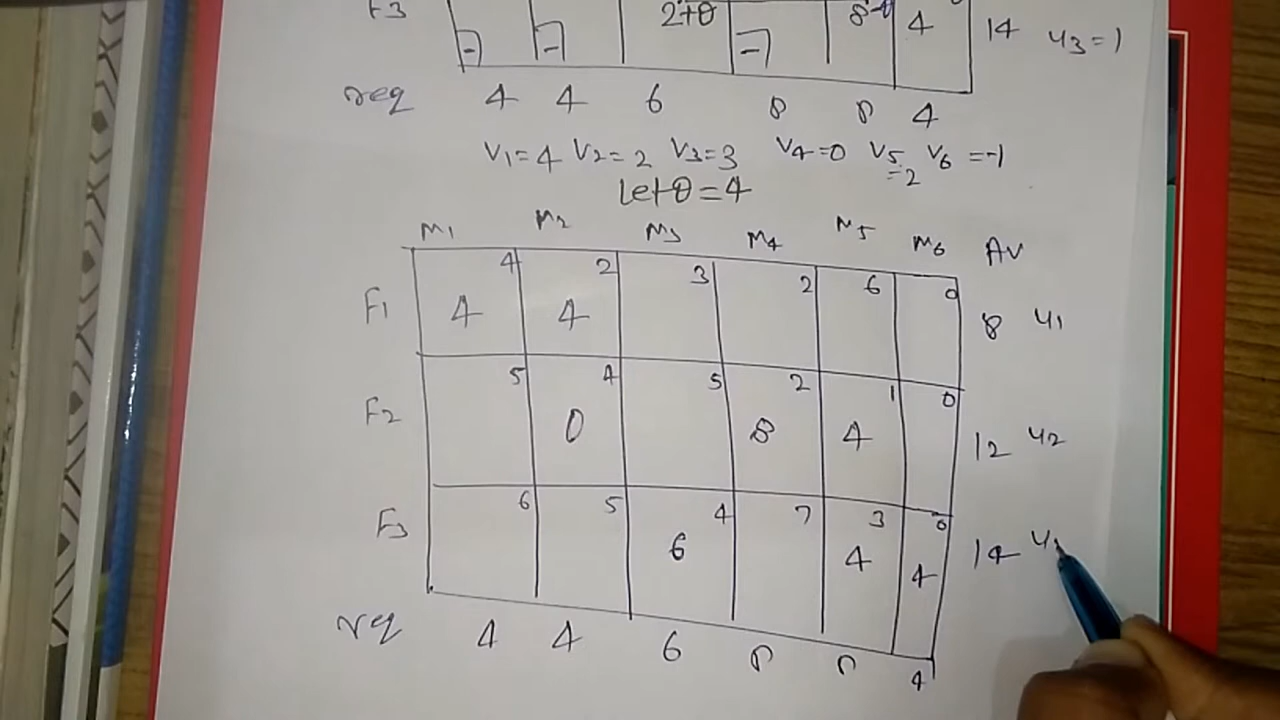 F3 2+θ 8-θ 4 14 u3=1
- - -
req 4 4 6 8 8 4
V1=4 V2=2 V3=3 V4=0 V5=2 V6=-1
Let θ=4
M1 M2 M3 M4 M5 M6 AV
4 2 3 2 6 0
F1 4 4 8 u1
5 4 5 2 1 0
F2 0 8 4 12 u2
6 5 4 7 3 0
F3 6 4 4 14 u
req 4 4 6 8 8 4